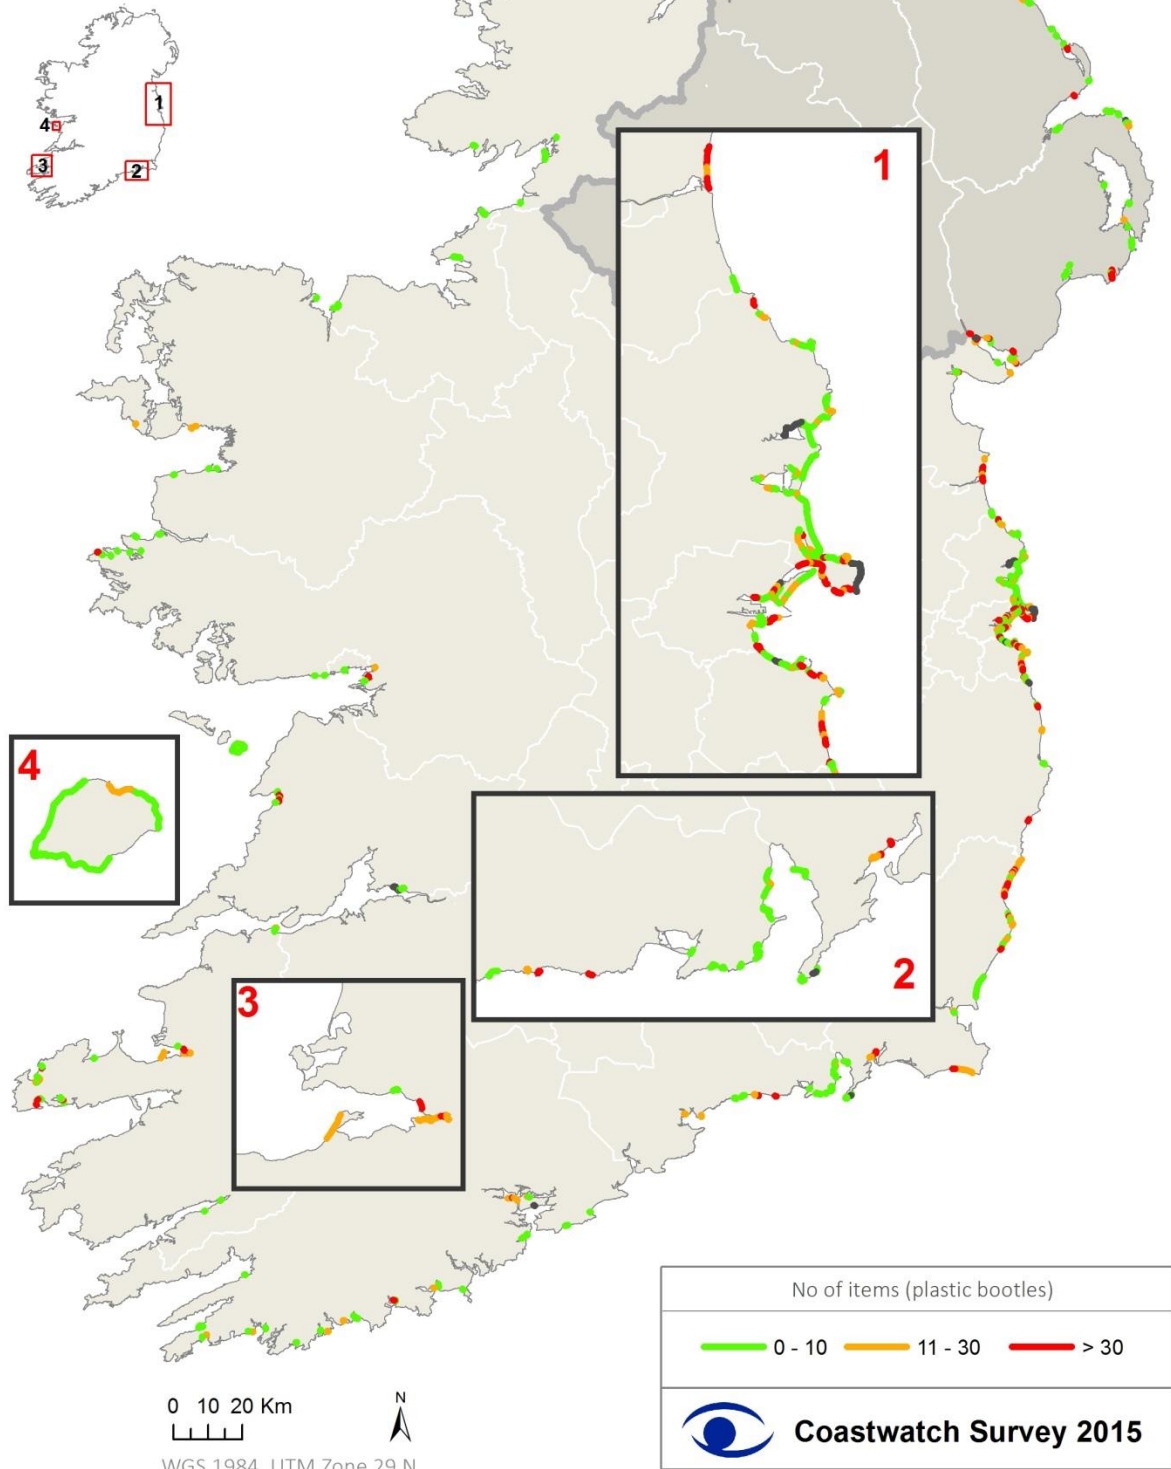 1
4
3
2
1
4
2
3
No of items (plastic bootles)
0 - 10 11 - 30 > 30
0 10 20 Km
N
Coastwatch Survey 2015
WGS 1984, UTM Zone 29 N